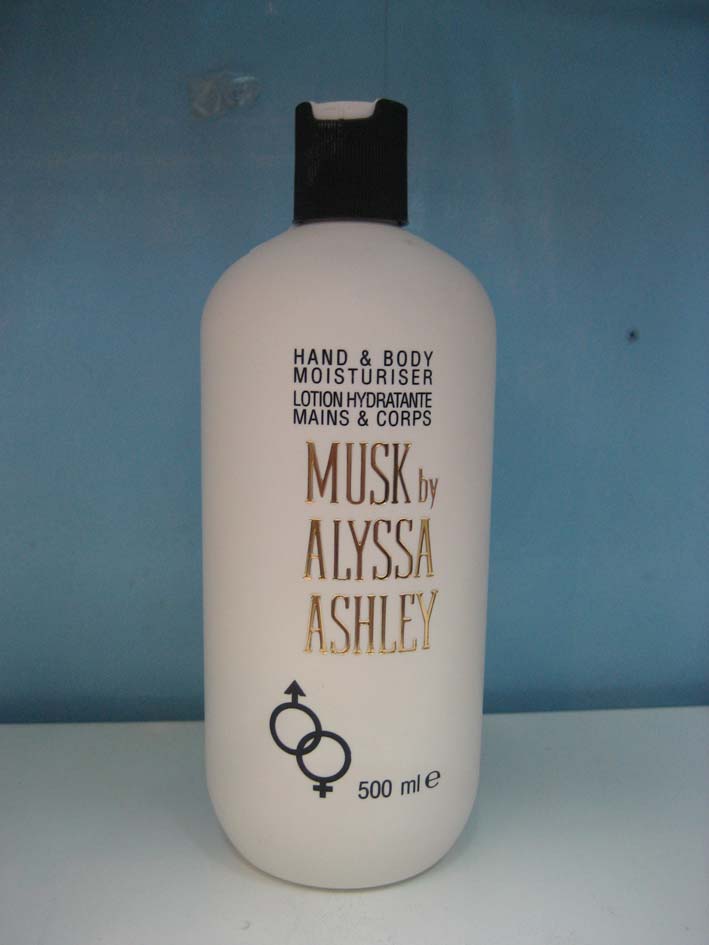 HAND & BODY
MOISTURISER
LOTION HYDRATANTE
MAINS & CORPS
MUSK by
ALYSSA
ASHLEY
500 ml ℮